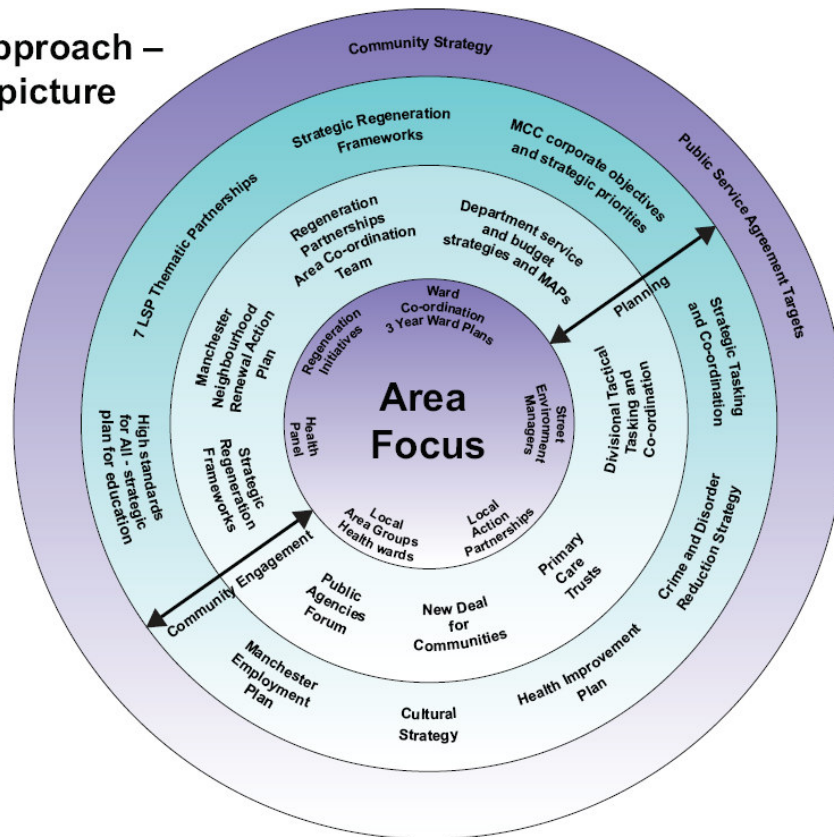 pproach –
picture
Community Strategy
Public Service Agreement Targets
Strategic Regeneration
Frameworks
MCC corporate objectives
and strategic priorities
7 LSP Thematic Partnerships
Strategic Tasking
and Co-ordination
High standards
for All - strategic
plan for education
Crime and Disorder
Reduction Strategy
Manchester
Employment
Plan
Cultural
Strategy
Health Improvement
Plan
Regeneration
Partnerships
Area Co-ordination
Team
Department service
and budget
strategies and MAPs
Planning
Manchester
Neighbourhood
Renewal Action
Plan
Divisional Tactical
Tasking and
Co-ordination
Strategic
Regeneration
Frameworks
Community Engagement
Public
Agencies
Forum
New Deal
for
Communities
Primary
Care
Trusts
Ward
Co-ordination
3 Year Ward Plans
Regeneration
Initiatives
Street
Environment
Managers
Health
Panel
Area
Focus
Local
Area Groups
Health wards
Local
Action
Partnerships